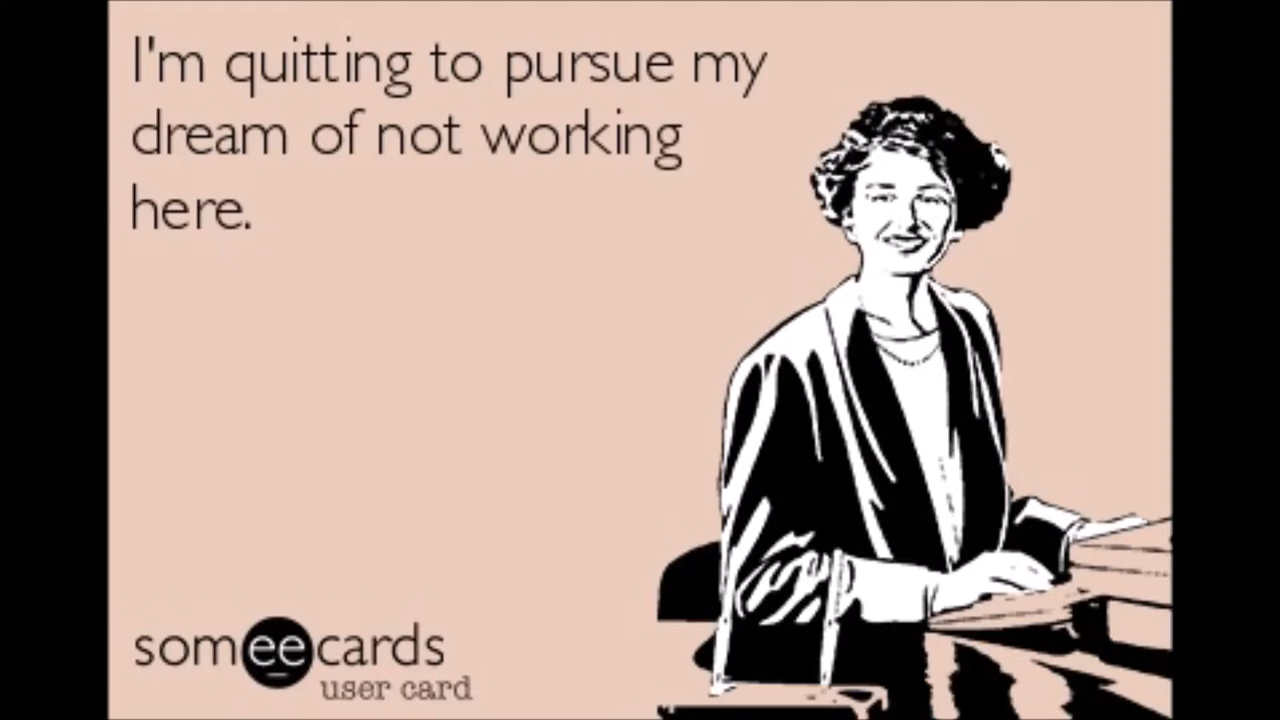 I'm quitting to pursue my
dream of not working
here.
someecards
user card